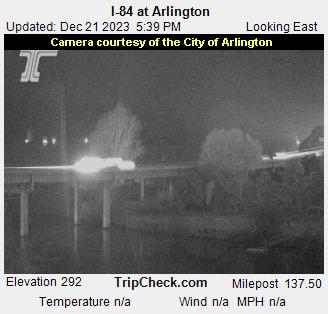 I-84 at Arlington
Updated: Dec 21 2023 5:39 PM Looking East
Camera courtesy of the City of Arlington
Elevation 292 TripCheck.com Milepost 137.50
Temperature n/a Wind n/a MPH n/a